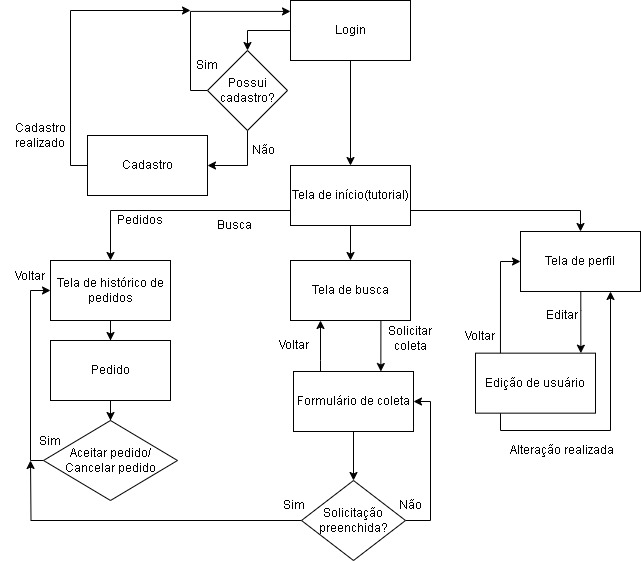 Login
Sim
Possui
cadastro?
Cadastro
realizado
Não
Cadastro
Tela de início(tutorial)
Pedidos
Busca
Voltar
Tela de histórico de
pedidos
Tela de busca
Tela de perfil
Solicitar
coleta
Voltar
Editar
Voltar
Pedido
Formulário de coleta
Edição de usuário
Sim
Aceitar pedido/
Cancelar pedido
Alteração realizada
Sim
Não
Solicitação
preenchida?